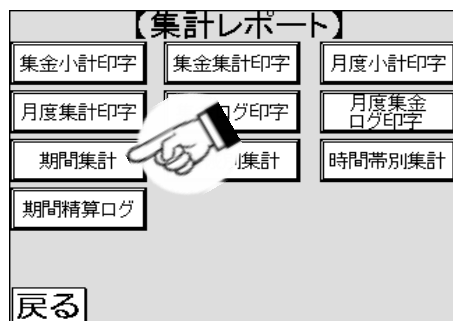 【集計レポート】
集金小計印字
集金集計印字
月度小計印字
月度集計印字
グ印字
月度集金
ログ印字
期間集計
集計
時間帯別集計
期間精算ログ
戻る